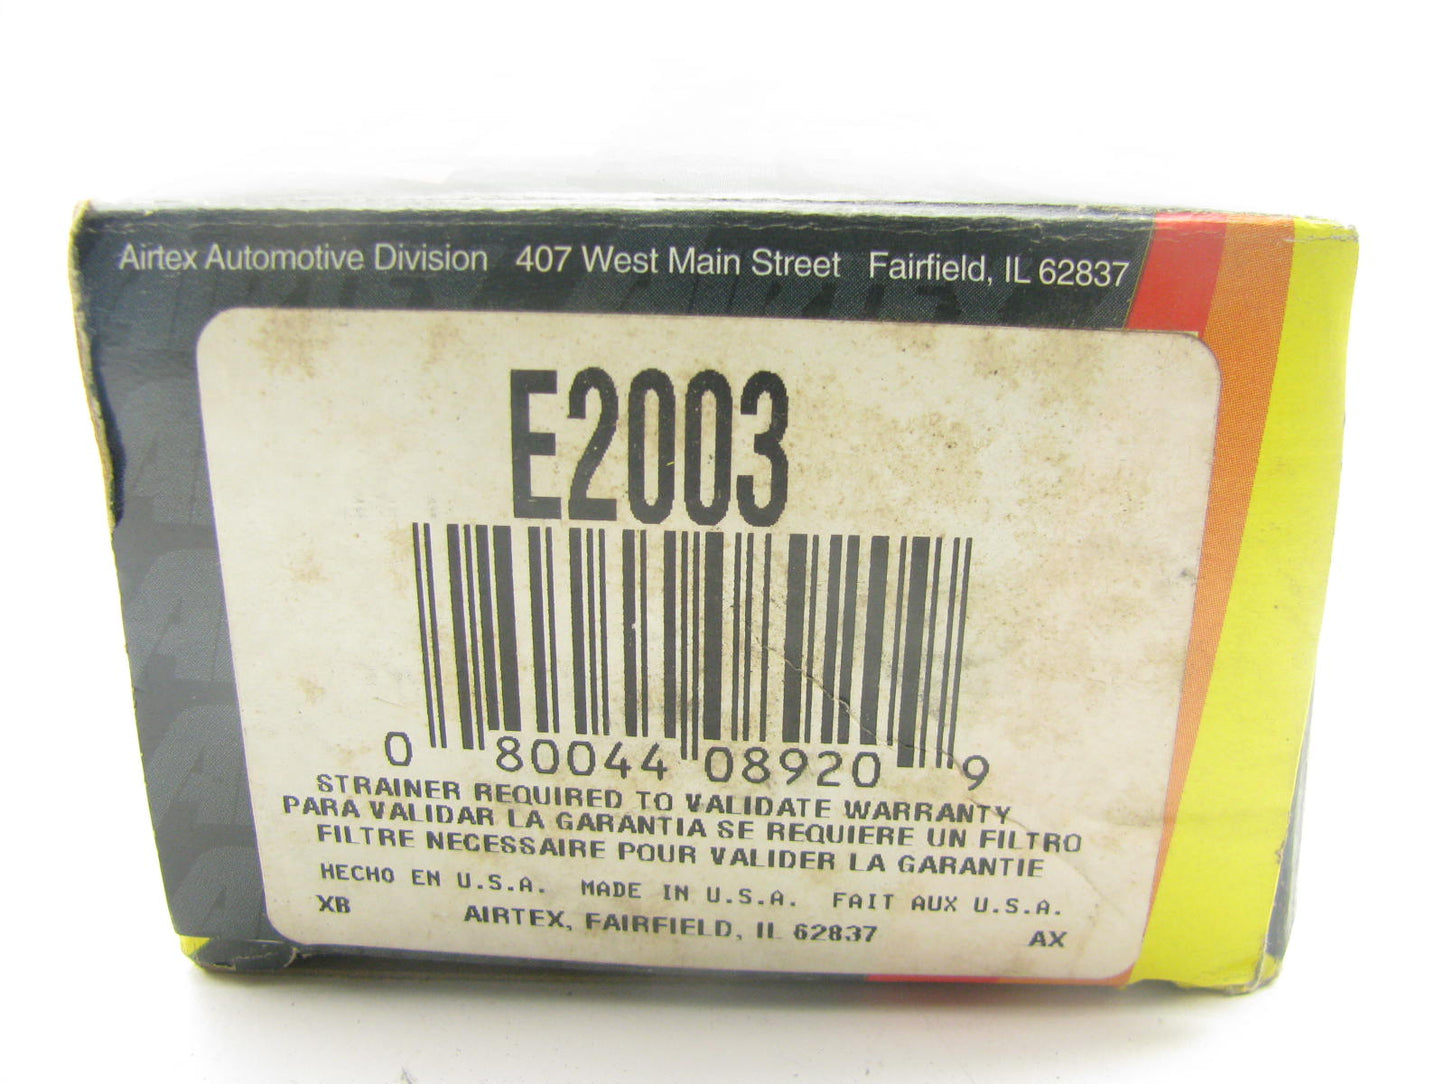 Airtex Automotive Division 407 West Main Street Fairfield, IL 62837
E2003
0 80044 08920 9
STRAINER REQUIRED TO VALIDATE WARRANTY
PARA VALIDAR LA GARANTIA SE REQUIERE UN FILTRO
FILTRE NECESSAIRE POUR VALIDER LA GARANTIE
HECHO EN U.S.A. MADE IN U.S.A. FAIT AUX U.S.A.
XB AIRTEX, FAIRFIELD, IL 62837 AX